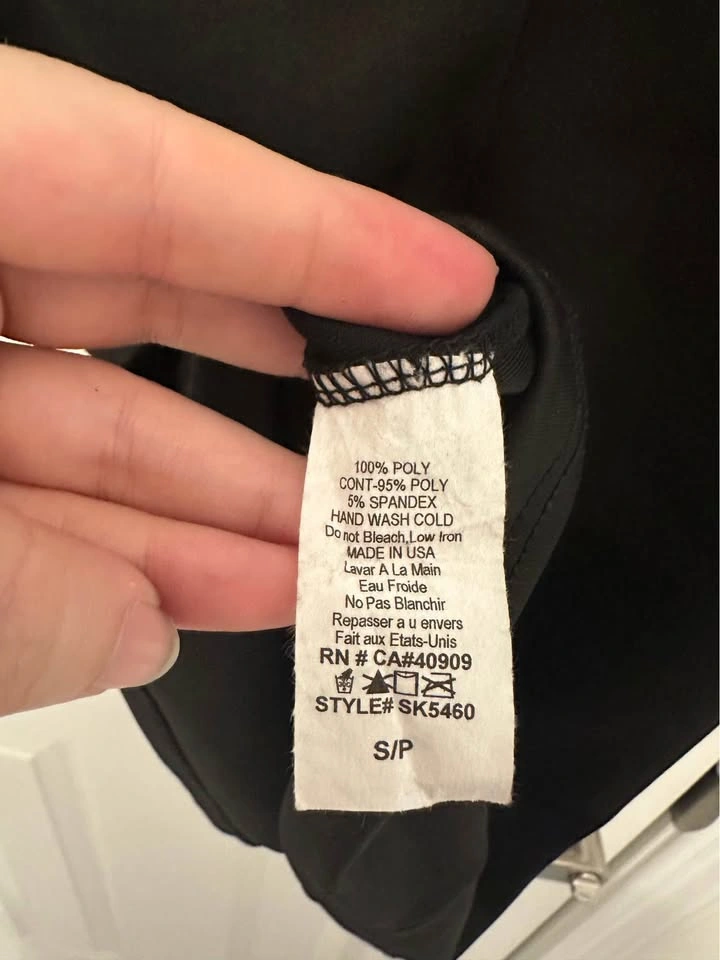 100% POLY
CONT-95% POLY
5% SPANDEX
HAND WASH COLD
Do not Bleach,Low Iron
MADE IN USA
Lavar A La Main
Eau Froide
No Pas Blanchir
Repasser a u envers
Fait aux Etats-Unis
RN # CA#40909
STYLE# SK5460
S/P